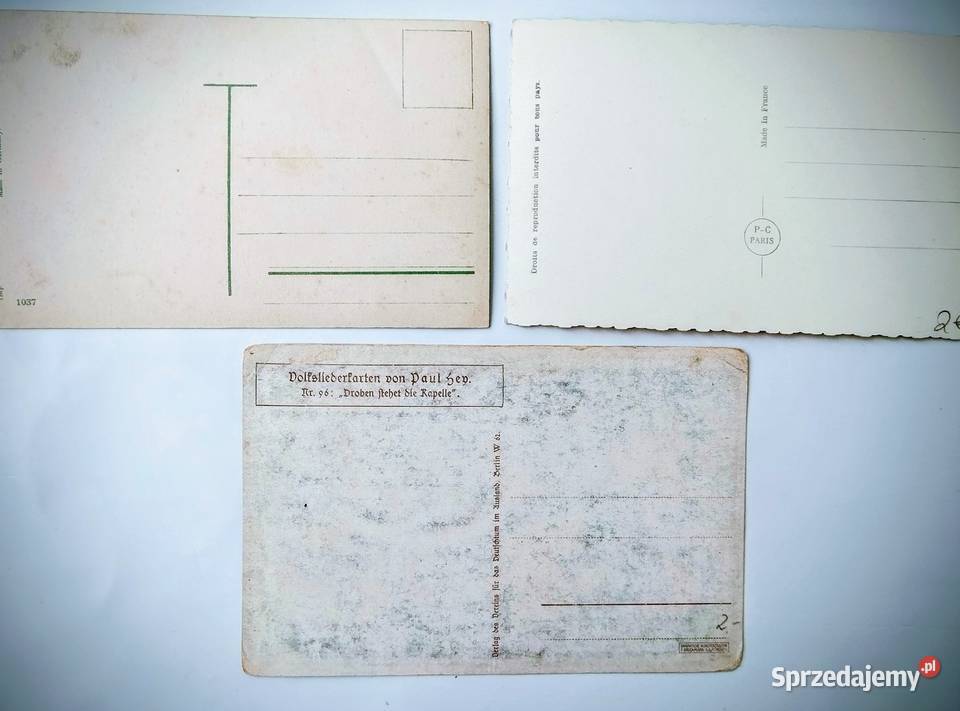 1037
Droits de reproduction interdits pour tous pays.
Made in France
P-C
PARIS
2€
Volksliederkarten von Paul Hey.
Nr. 96: „Droben stehet die Kapelle“.
Verlag des Vereins für das Deutschtum im Ausland, Berlin W 62.
2-
Sprzedajemy.pl